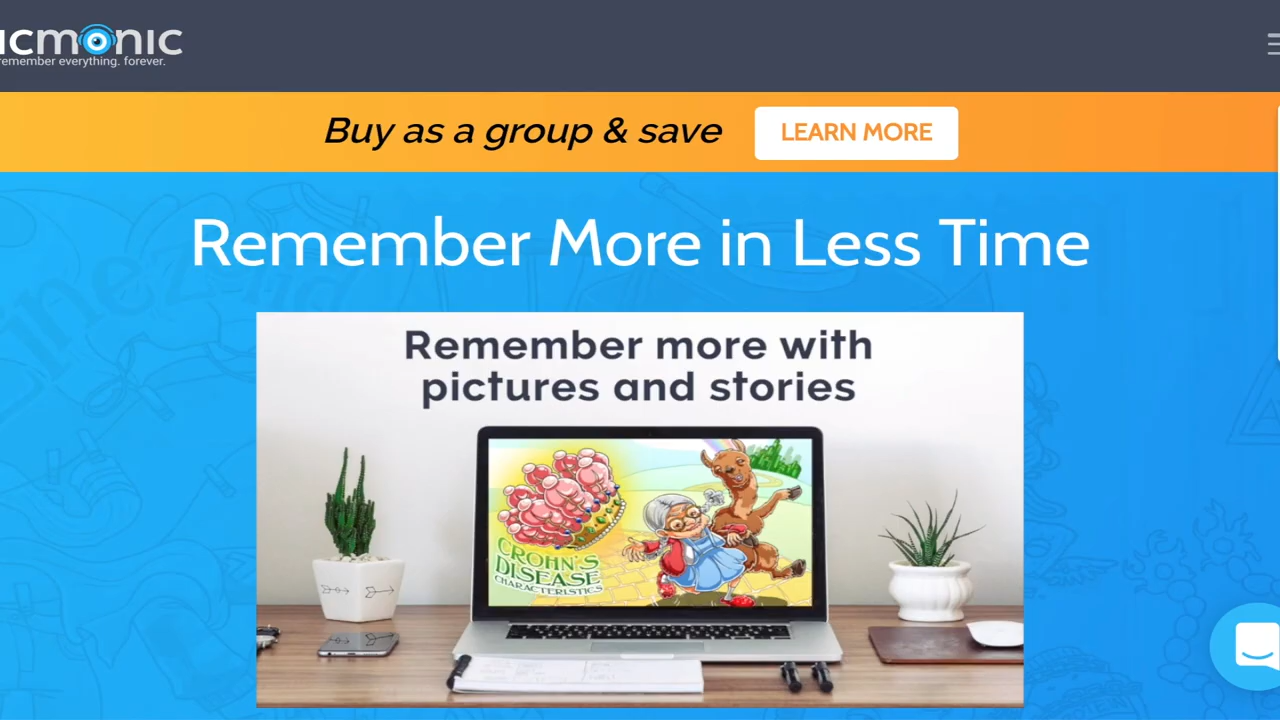 icmonic
remember everything. forever.
Buy as a group & save
LEARN MORE
Remember More in Less Time
Remember more with
pictures and stories
CROHN'S
DISEASE
CHARACTERISTICS